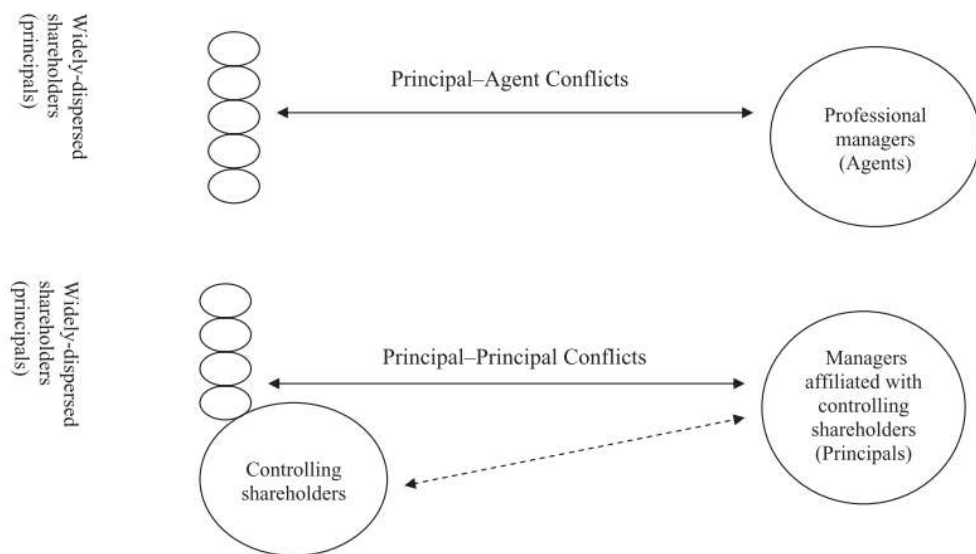 Widely-dispersed
shareholders
(principals)
Principal–Agent Conflicts
Professional
managers
(Agents)
Widely-dispersed
shareholders
(principals)
Principal–Principal Conflicts
Managers
affiliated with
controlling
shareholders
(Principals)
Controlling
shareholders